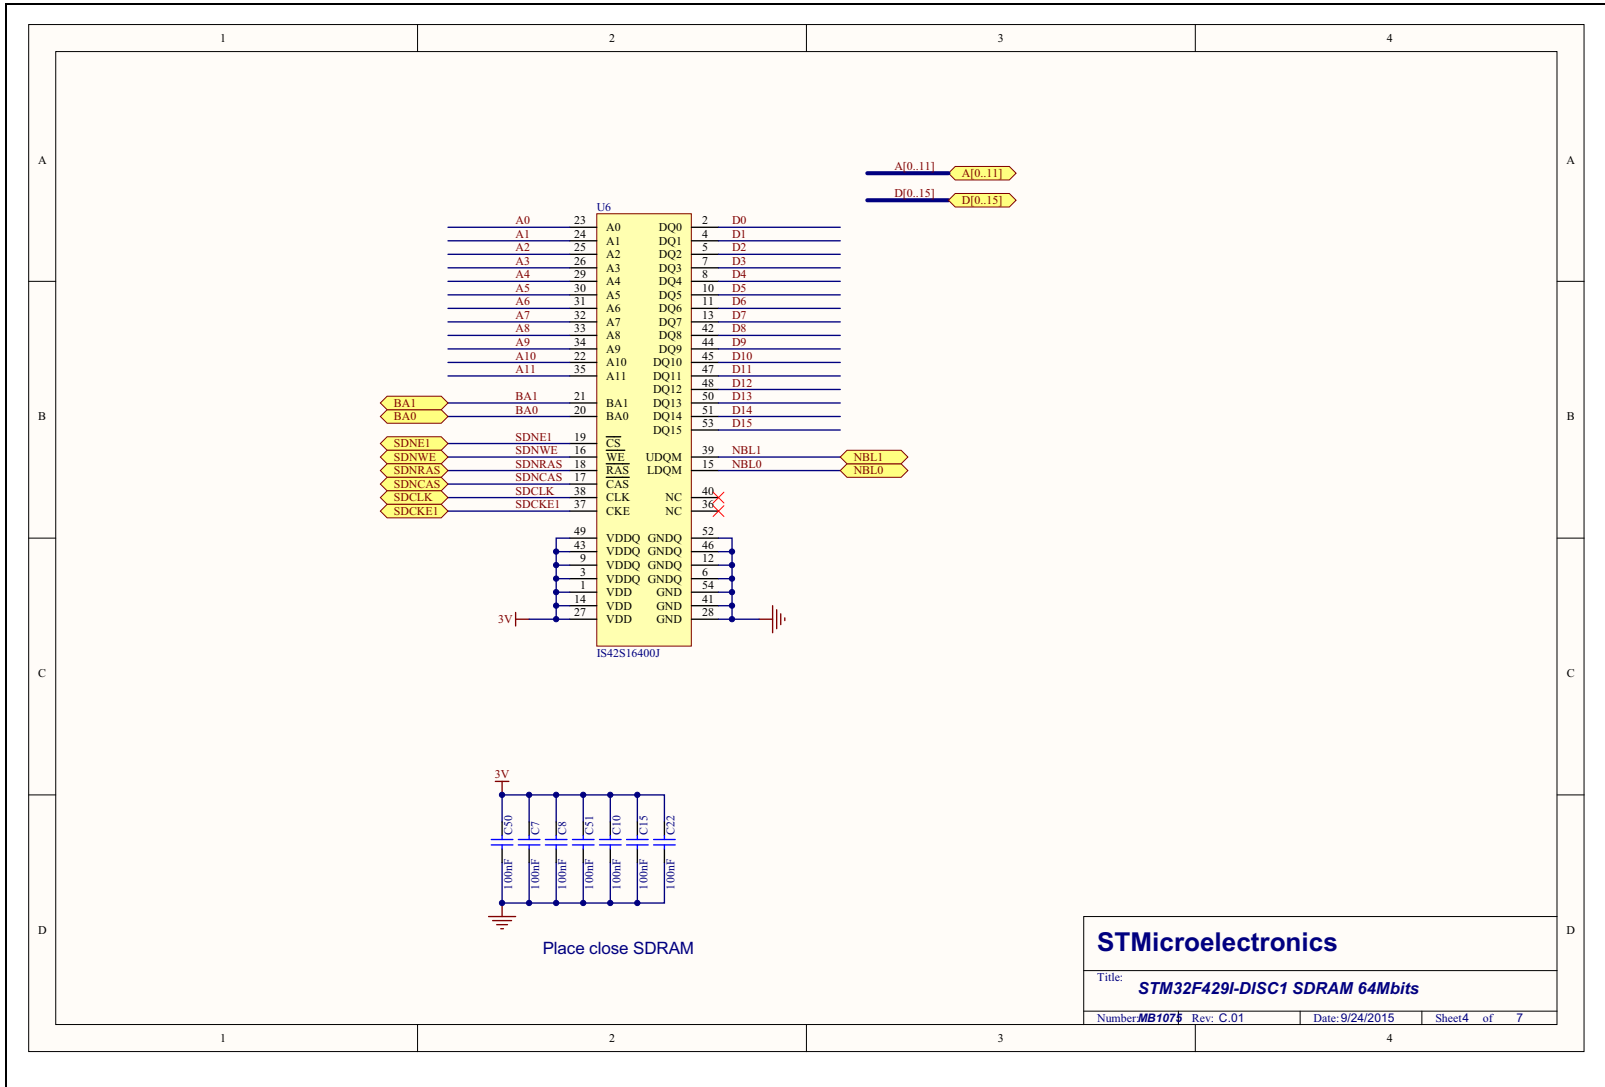 1 2 3 4
A A
A[0..11] A[0..11]
D[0..15] D[0..15]
U6
A0 23 A0 DQ0 2 D0
A1 24 A1 DQ1 4 D1
A2 25 A2 DQ2 5 D2
A3 26 A3 DQ3 7 D3
A4 29 A4 DQ4 8 D4
A5 30 A5 DQ5 10 D5
A6 31 A6 DQ6 11 D6
A7 32 A7 DQ7 13 D7
A8 33 A8 DQ8 42 D8
A9 34 A9 DQ9 44 D9
A10 22 A10 DQ10 45 D10
A11 35 A11 DQ11 47 D11
DQ12 48 D12
BA1 BA1 21 BA1 DQ13 50 D13
BA0 BA0 20 BA0 DQ14 51 D14
DQ15 53 D15
B B
SDNE1 SDNE1 19 CS
SDNWE SDNWE 16 WE UDQM 39 NBL1 NBL1
SDNRAS SDNRAS 18 RAS LDQM 15 NBL0 NBL0
SDNCAS SDNCAS 17 CAS
SDCLK SDCLK 38 CLK NC 40
SDCKE1 SDCKE1 37 CKE NC 36
49 VDDQ GNDQ 52
43 VDDQ GNDQ 46
9 VDDQ GNDQ 12
3 VDDQ GNDQ 6
1 VDD GND 54
14 VDD GND 41
3V 27 VDD GND 28
IS42S16400J
C C
3V
C50 C7 C8 C51 C10 C15 C22
100nF 100nF 100nF 100nF 100nF 100nF 100nF
Place close SDRAM
D D
STMicroelectronics
Title: STM32F429I-DISC1 SDRAM 64Mbits
Number:MB1075 Rev: C.01 Date:9/24/2015 Sheet4 of 7
1 2 3 4